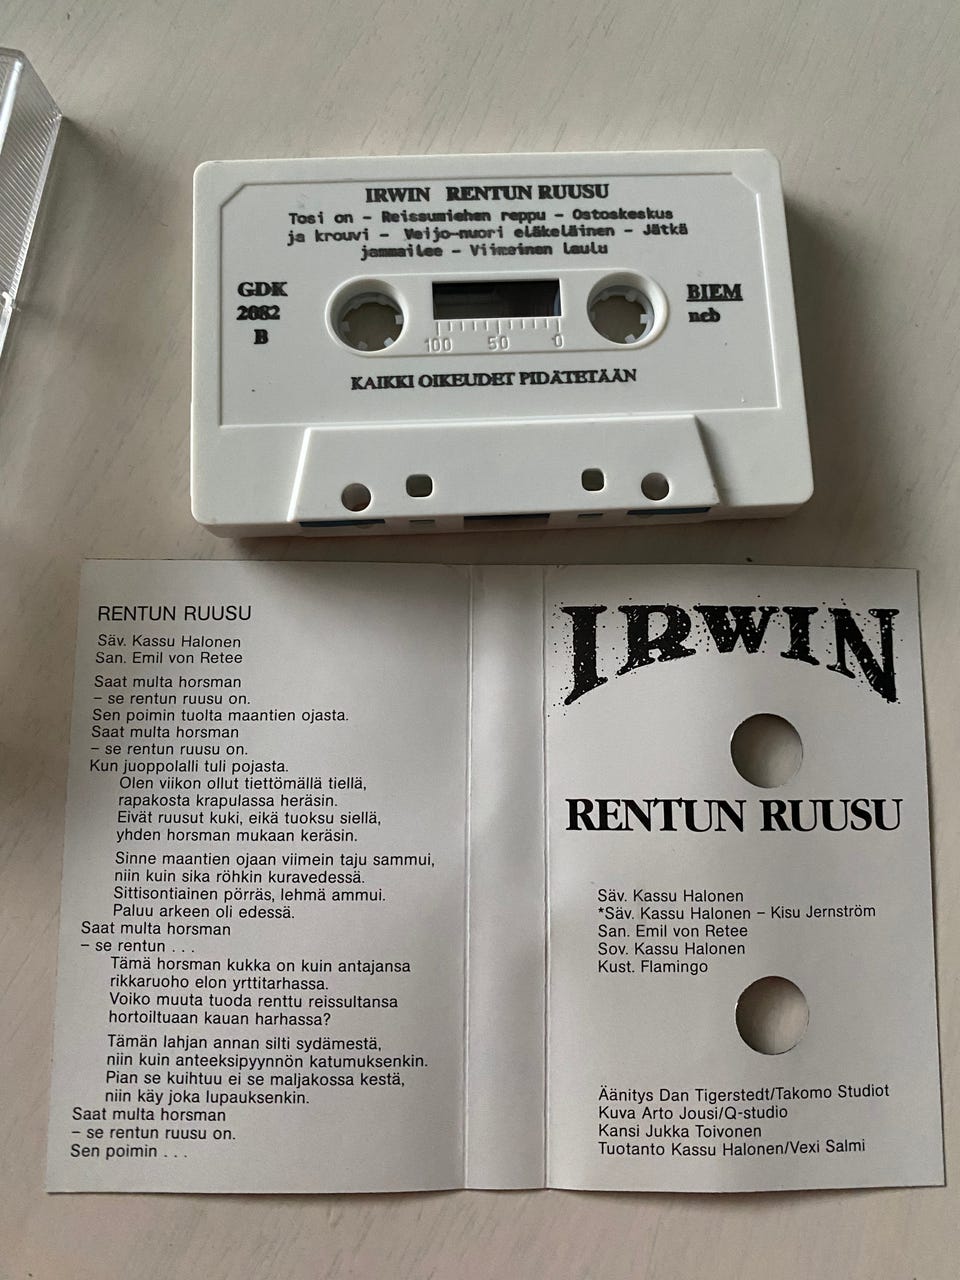 IRWIN RENTUN RUUSU
Tosi on - Reissumiehen reppu - Ostoskeskus
ja krouvi - Veijo-nuori eläkeläinen - Jätkä
jammailee - Viimeinen laulu
GDK
2082
B
BIEM
ncb
100 50 0
KAIKKI OIKEUDET PIDÄTETÄÄN
RENTUN RUUSU
Säv. Kassu Halonen
San. Emil von Retee
Saat multa horsman
– se rentun ruusu on.
Sen poimin tuolta maantien ojasta.
Saat multa horsman
– se rentun ruusu on.
Kun juoppolalli tuli pojasta.
Olen viikon ollut tiettömällä tiellä,
rapakosta krapulassa heräsin.
Eivät ruusut kuki, eikä tuoksu siellä,
yhden horsman mukaan keräsin.
Sinne maantien ojaan viimein taju sammui,
niin kuin sika röhkin kuravedessä.
Sittisontiainen pörräs, lehmä ammui.
Paluu arkeen oli edessä.
Saat multa horsman
– se rentun . . .
Tämä horsman kukka on kuin antajansa
rikkaruoho elon yrttitarhassa.
Voiko muuta tuoda renttu reissultansa
hortoiltuaan kauan harhassa?
Tämän lahjan annan silti sydämestä,
niin kuin anteeksipyynnön katumuksenkin.
Pian se kuihtuu ei se maljakossa kestä,
niin käy joka lupauksenkin.
Saat multa horsman
– se rentun ruusu on.
Sen poimin . . .
IRWIN
RENTUN RUUSU
Säv. Kassu Halonen
*Säv. Kassu Halonen – Kisu Jernström
San. Emil von Retee
Sov. Kassu Halonen
Kust. Flamingo
Äänitys Dan Tigerstedt/Takomo Studiot
Kuva Arto Jousi/Q-studio
Kansi Jukka Toivonen
Tuotanto Kassu Halonen/Vexi Salmi